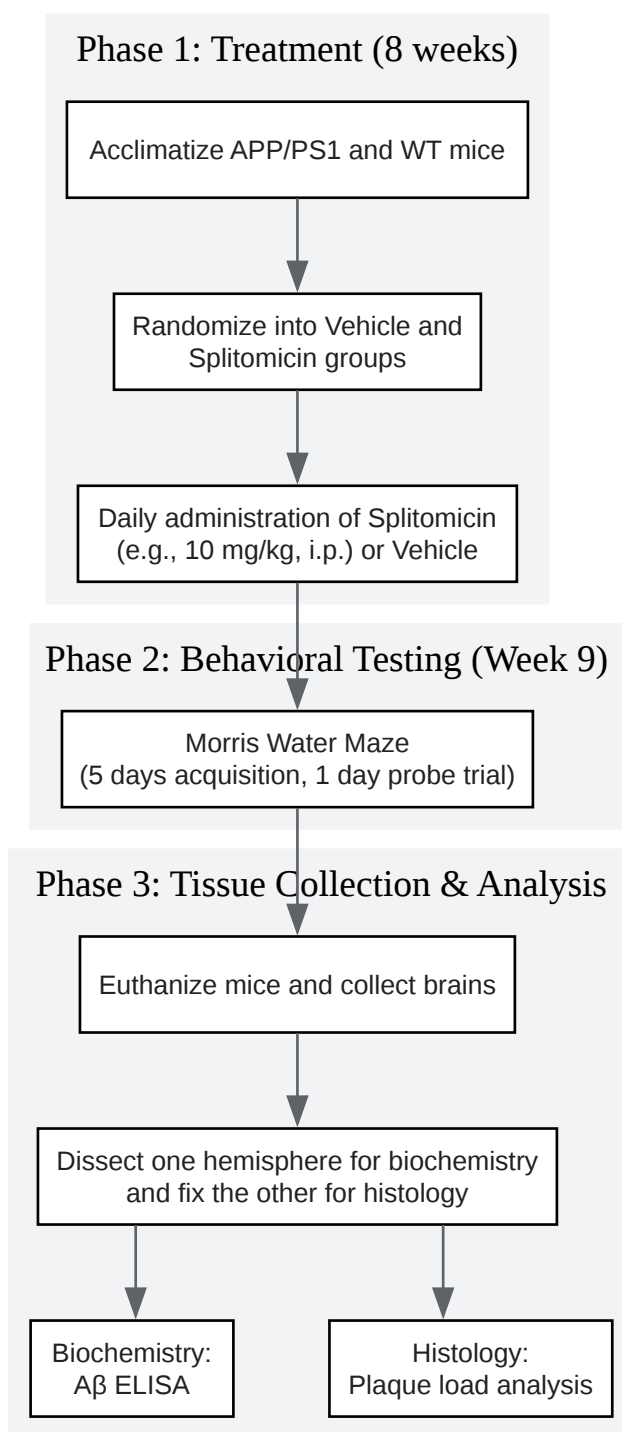 Phase 1: Treatment (8 weeks)
Acclimatize APP/PS1 and WT mice
Randomize into Vehicle and
Splitomicin groups
Daily administration of Splitomicin
(e.g., 10 mg/kg, i.p.) or Vehicle
Phase 2: Behavioral Testing (Week 9)
Morris Water Maze
(5 days acquisition, 1 day probe trial)
Phase 3: Tissue Collection & Analysis
Euthanize mice and collect brains
Dissect one hemisphere for biochemistry
and fix the other for histology
Biochemistry:
Aβ ELISA
Histology:
Plaque load analysis